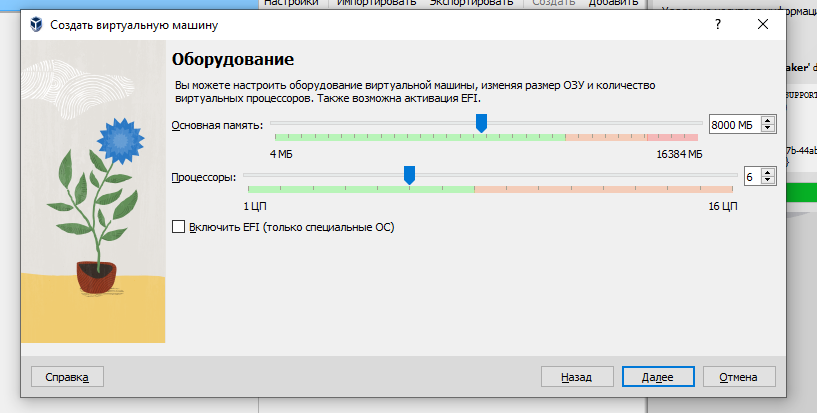 Настройки Импортировать Экспортировать Создать Добавить
Создать виртуальную машину
Оборудование
Вы можете настроить оборудование виртуальной машины, изменяя размер ОЗУ и количество
виртуальных процессоров. Также возможна активация EFI.
Основная память: 8000 МБ
4 МБ 16384 МБ
Процессоры: 6
1 ЦП 16 ЦП
Включить EFI (только специальные ОС)
Справка Назад Далее Отмена
aker' d
SUPPORT
7b-44ab
}